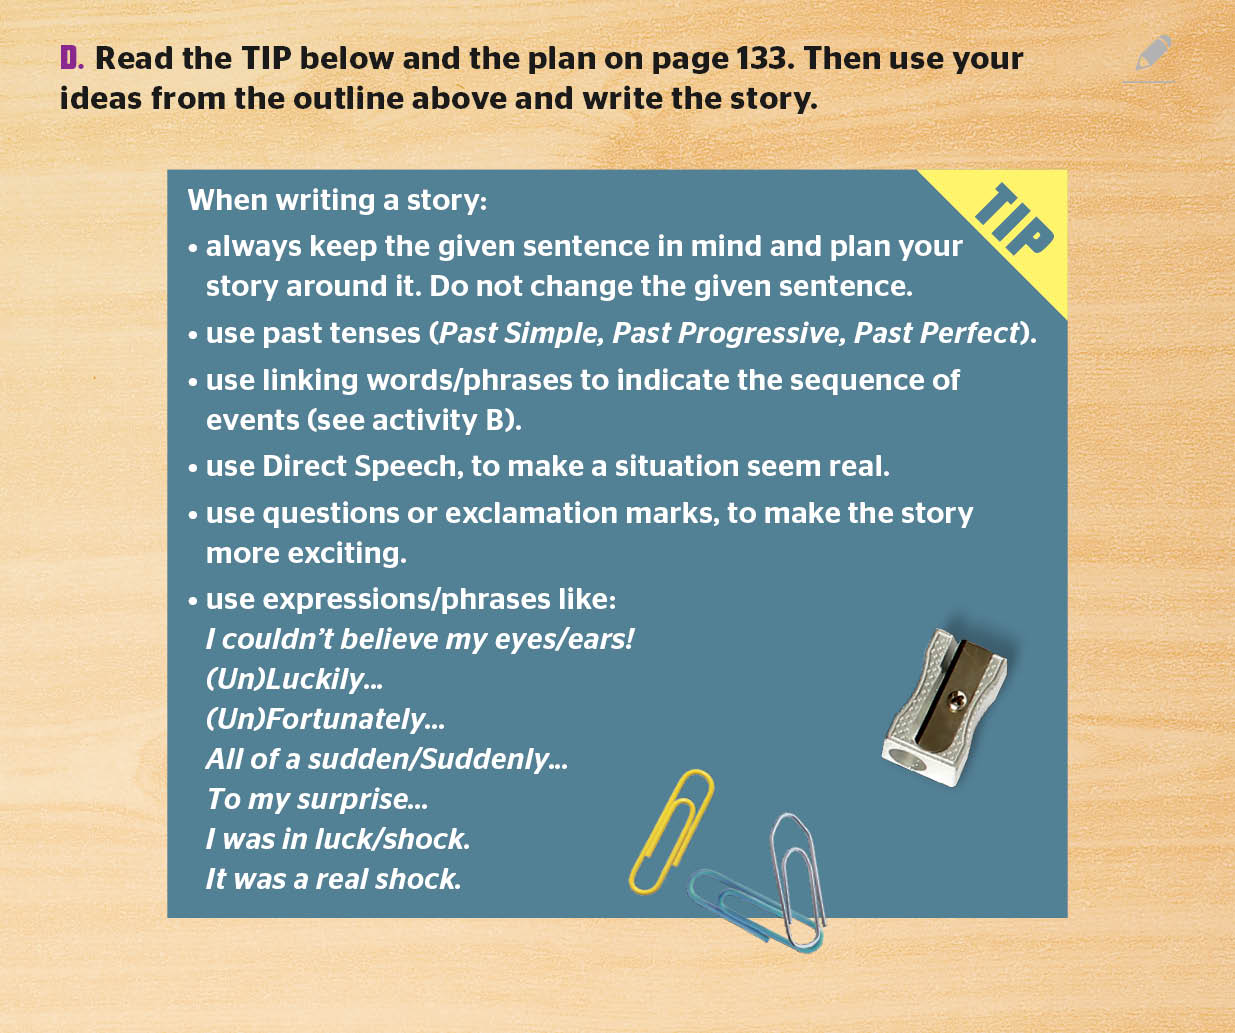 D. Read the TIP below and the plan on page 133. Then use your
ideas from the outline above and write the story.
TIP
When writing a story:
• always keep the given sentence in mind and plan your
story around it. Do not change the given sentence.
• use past tenses (Past Simple, Past Progressive, Past Perfect).
• use linking words/phrases to indicate the sequence of
events (see activity B).
• use Direct Speech, to make a situation seem real.
• use questions or exclamation marks, to make the story
more exciting.
• use expressions/phrases like:
I couldn't believe my eyes/ears!
(Un)Luckily...
(Un)Fortunately...
All of a sudden/Suddenly...
To my surprise...
I was in luck/shock.
It was a real shock.